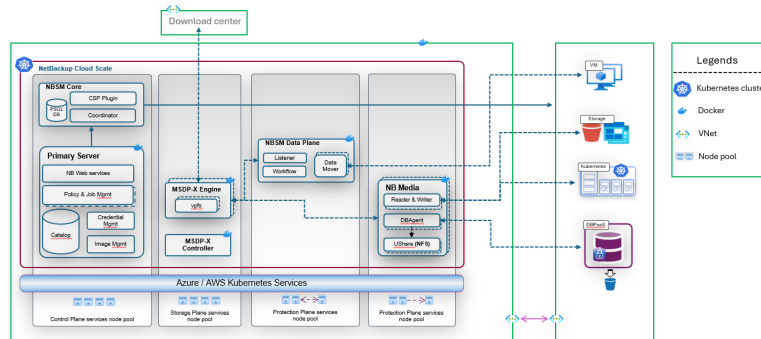 Download center
NetBackup Cloud Scale
NBSM Core
PSQL
DB
CSP Plugin
Coordinator
Primary Server
NB Web services
Policy & Job Mgmt
Catalog
Credential
Mgmt
Image Mgmt
MSDP-X Engine
vpfs
MSDP-X
Controller
NBSM Data Plane
Listener
Workflow
Data
Mover
NB Media
Reader & Writer
DBAgent
UShare (NFS)
Azure / AWS Kubernetes Services
Control Plane services node pool
Storage Plane services
node pool
Protection Plane services
node pool
Protection Plane services
node pool
VM
Storage
Kubernetes
DBPaaS
Legends
Kubernetes cluste
Docker
VNet
Node pool